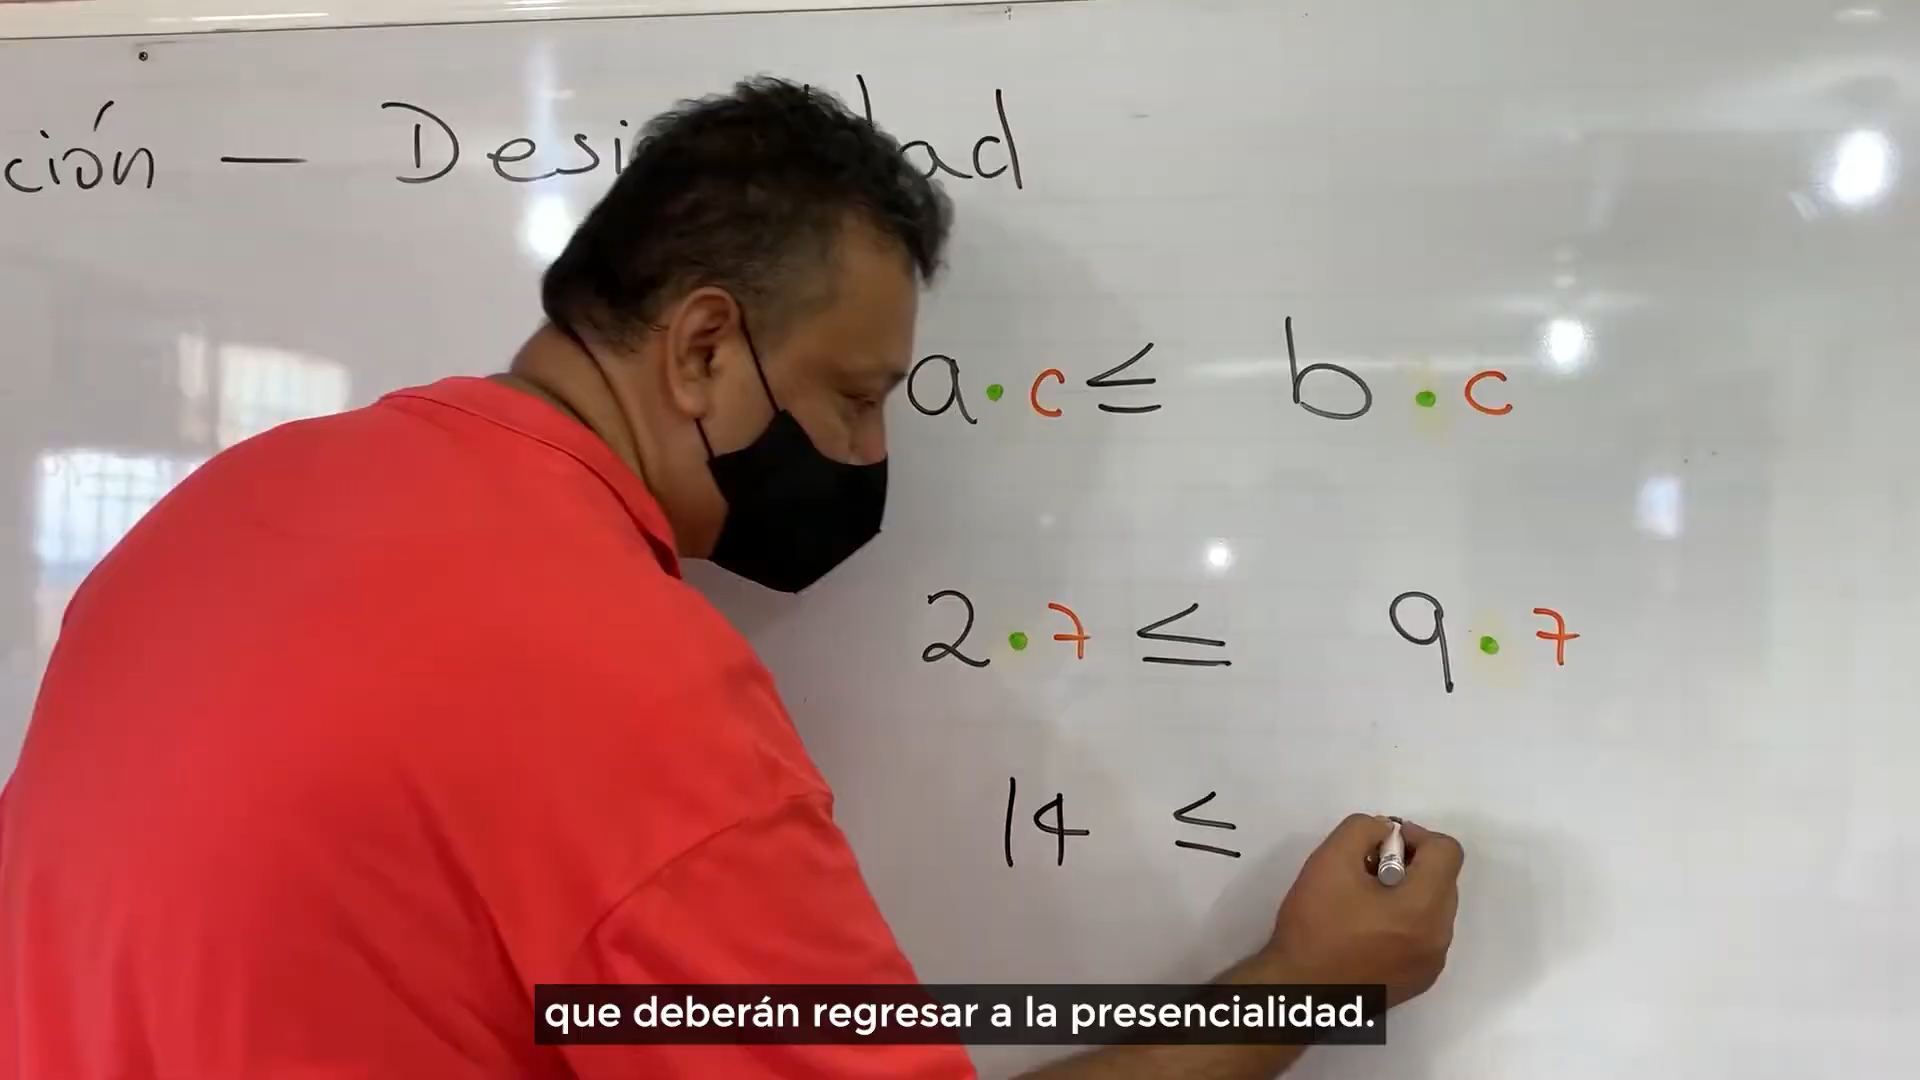 ción — Desi ad
a · c ≤ b · c
2 · 7 ≤ 9 · 7
14 ≤
que deberán regresar a la presencialidad.